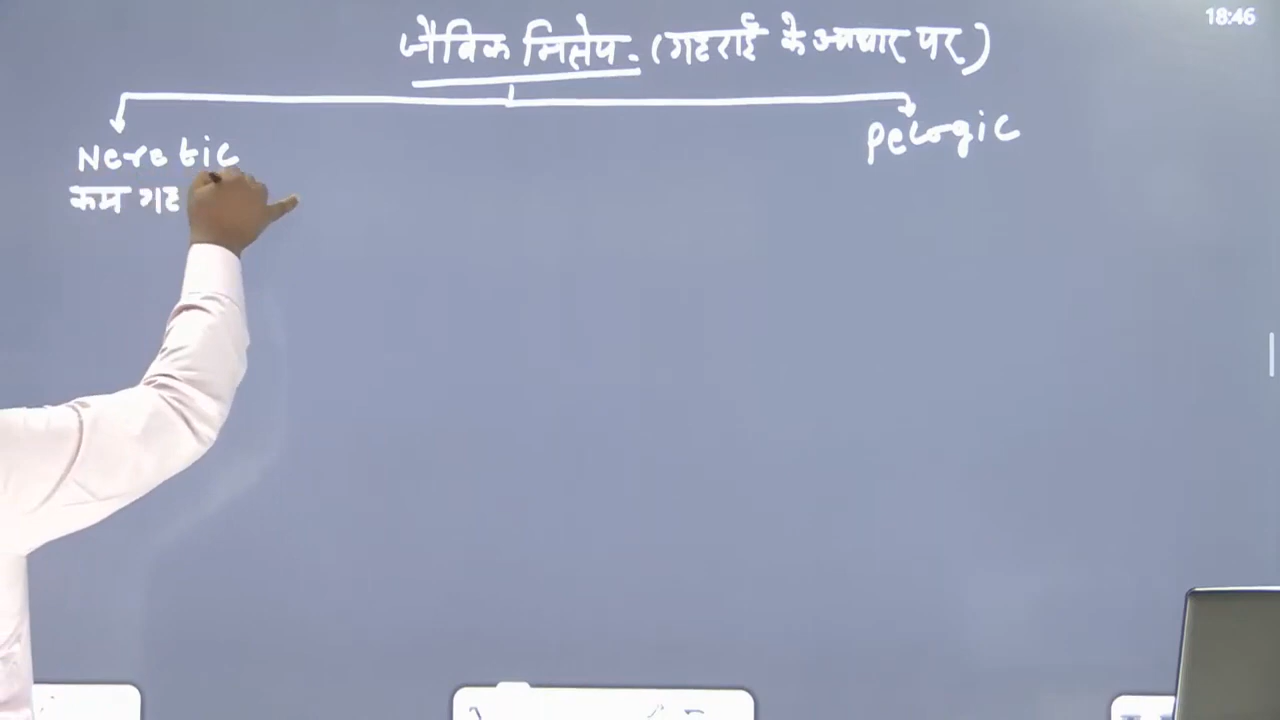 18:46
जैविक निक्षेप - (गहराई के आधार पर)
Neretic
Pelagic
कम गह